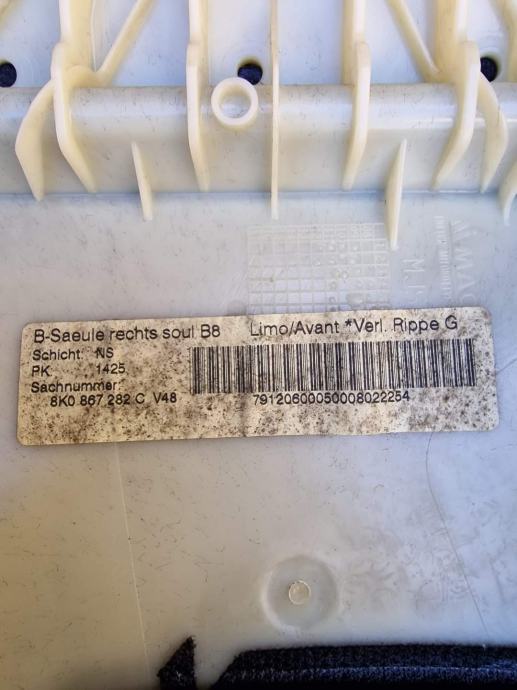 B-Saeule rechts soul B8 Limo/Avant *Verl. Rippe G
Schicht: NS
PK 1425
Sachnummer:
8K0 867 282 C V48 79120600050008022254